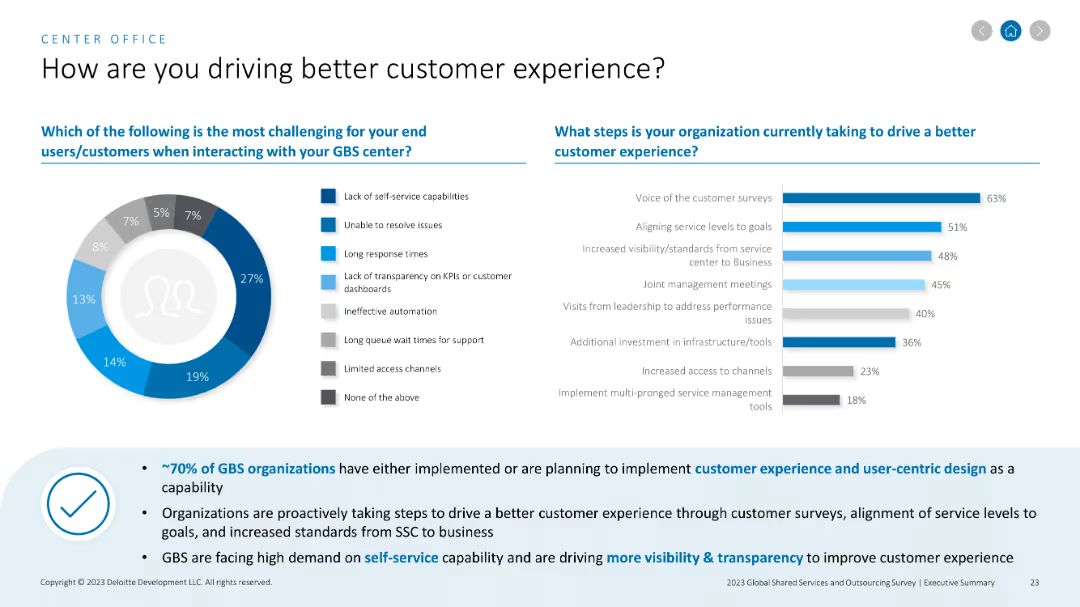 CENTER OFFICE
How are you driving better customer experience?
Which of the following is the most challenging for your end
users/customers when interacting with your GBS center?
27%
19%
14%
13%
8%
7%
5%
7%
Lack of self-service capabilities
Unable to resolve issues
Long response times
Lack of transparency on KPIs or customer
dashboards
Ineffective automation
Long queue wait times for support
Limited access channels
None of the above
What steps is your organization currently taking to drive a better
customer experience?
Voice of the customer surveys 63%
Aligning service levels to goals 51%
Increased visibility/standards from service
center to Business 48%
Joint management meetings 45%
Visits from leadership to address performance
issues 40%
Additional investment in infrastructure/tools 36%
Increased access to channels 23%
Implement multi-pronged service management
tools 18%
• ~70% of GBS organizations have either implemented or are planning to implement customer experience and user-centric design as a
capability
• Organizations are proactively taking steps to drive a better customer experience through customer surveys, alignment of service levels to
goals, and increased standards from SSC to business
• GBS are facing high demand on self-service capability and are driving more visibility & transparency to improve customer experience
Copyright © 2023 Deloitte Development LLC. All rights reserved.
2023 Global Shared Services and Outsourcing Survey | Executive Summary 23